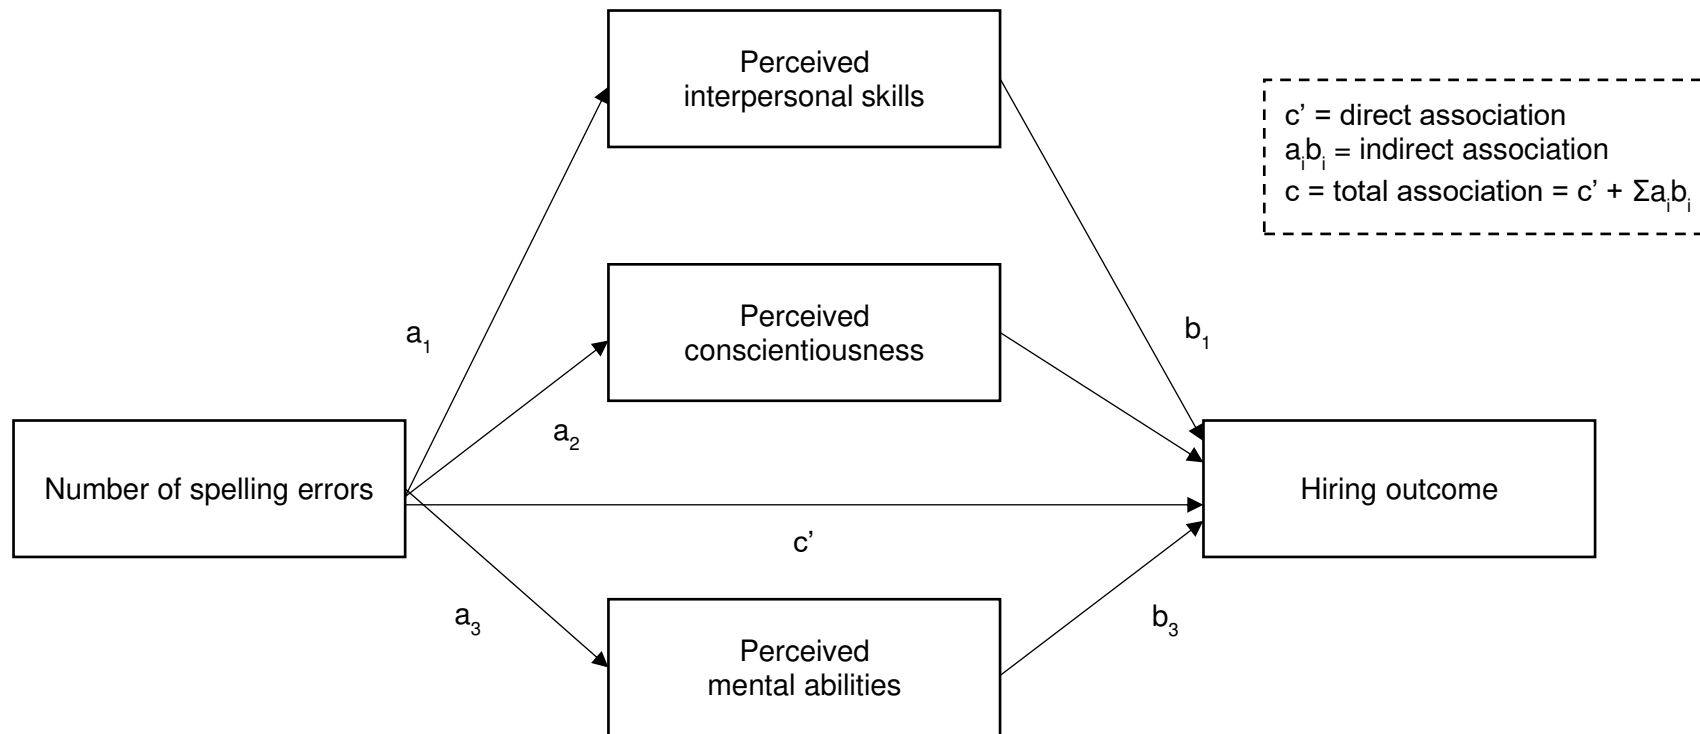 Perceived
interpersonal skills
c’ = direct association
aᵢbᵢ = indirect association
c = total association = c’ + Σaᵢbᵢ
a₁
b₁
Perceived
conscientiousness
a₂
Number of spelling errors
Hiring outcome
c’
a₃
b₃
Perceived
mental abilities